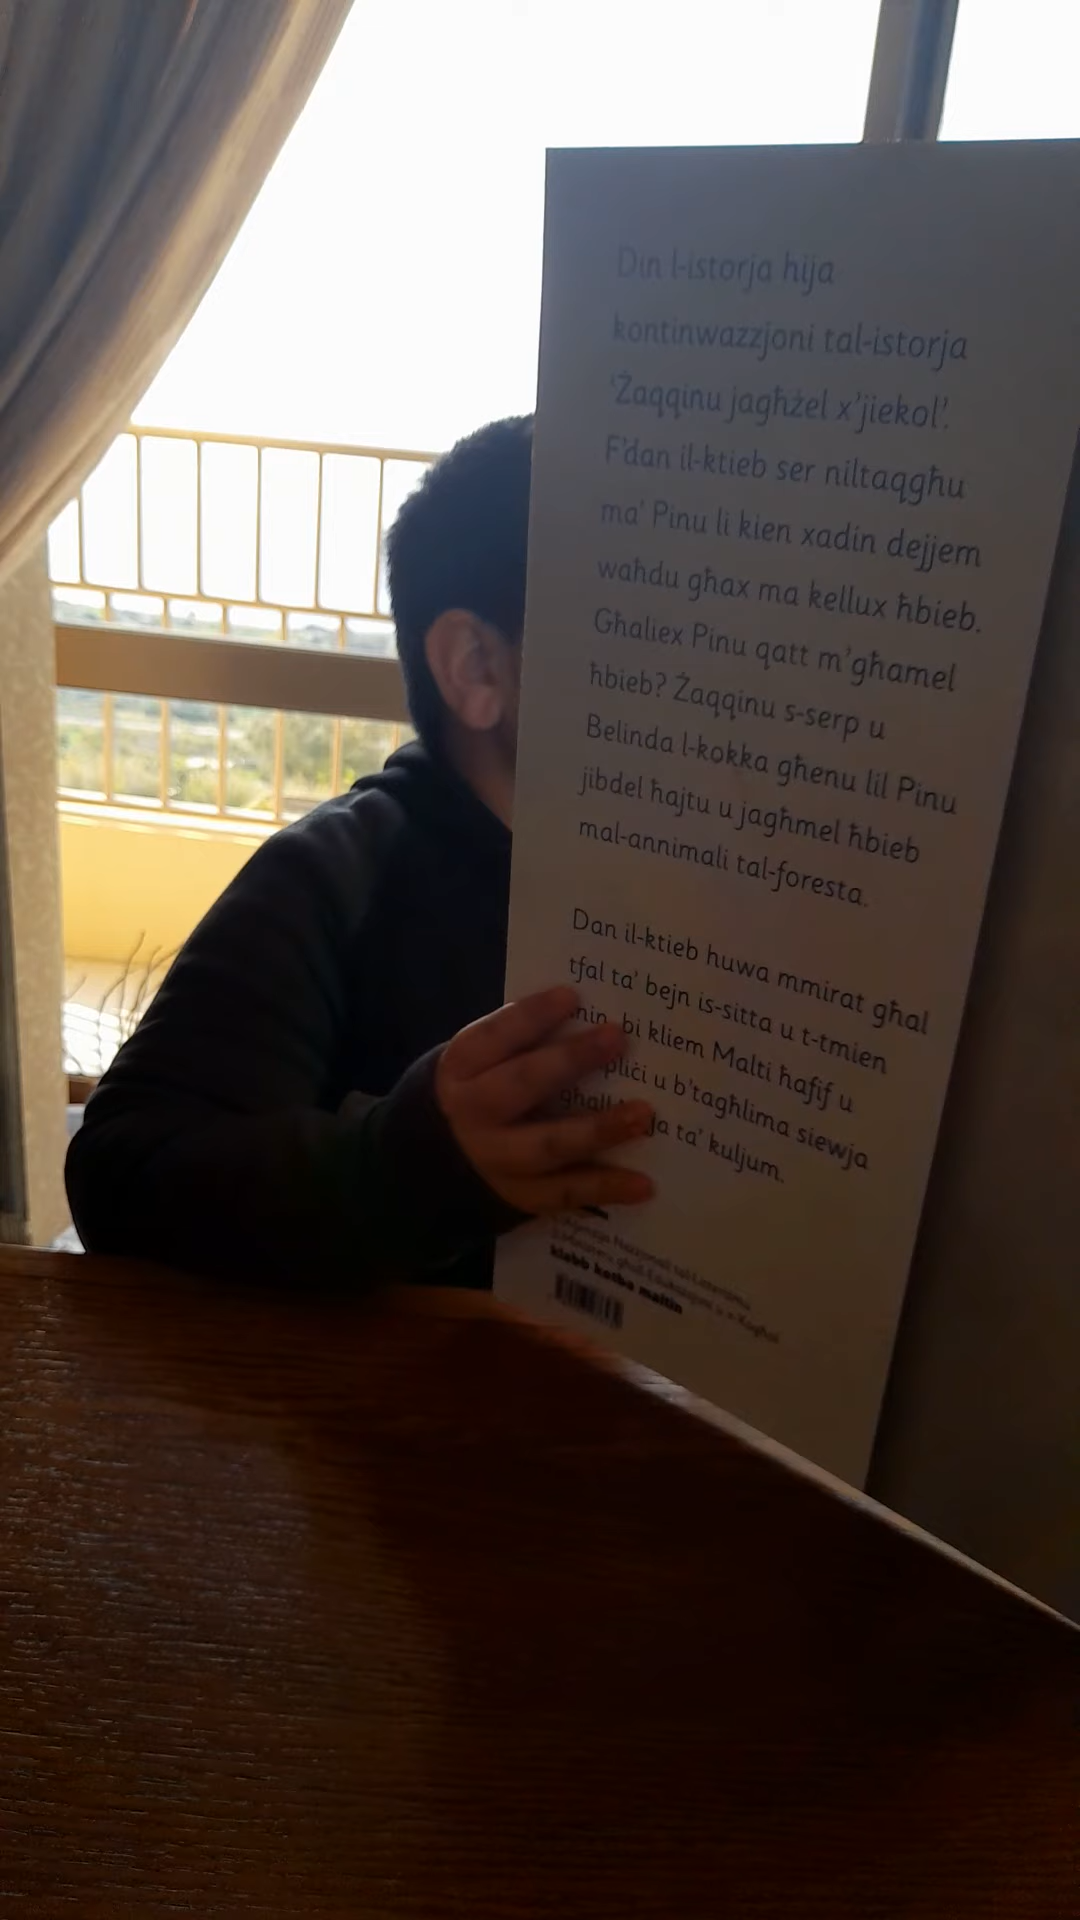 Din l-istorja hija
kontinwazzjoni tal-istorja
‘Żaqqinu jagħżel x’jiekol’.
F’dan il-ktieb ser niltaqgħu
ma’ Pinu li kien xadin dejjem
waħdu għax ma kellux ħbieb.
Għaliex Pinu qatt m’għamel
ħbieb? Żaqqinu s-serp u
Belinda l-kokka għenu lil Pinu
jibdel ħajtu u jagħmel ħbieb
mal-annimali tal-foresta.
Dan il-ktieb huwa mmirat għal
tfal ta’ bejn is-sitta u t-tmien
bi kliem Malti ħafif u
u b’tagħlima siewja
ta’ kuljum.
klabb kotba maltin